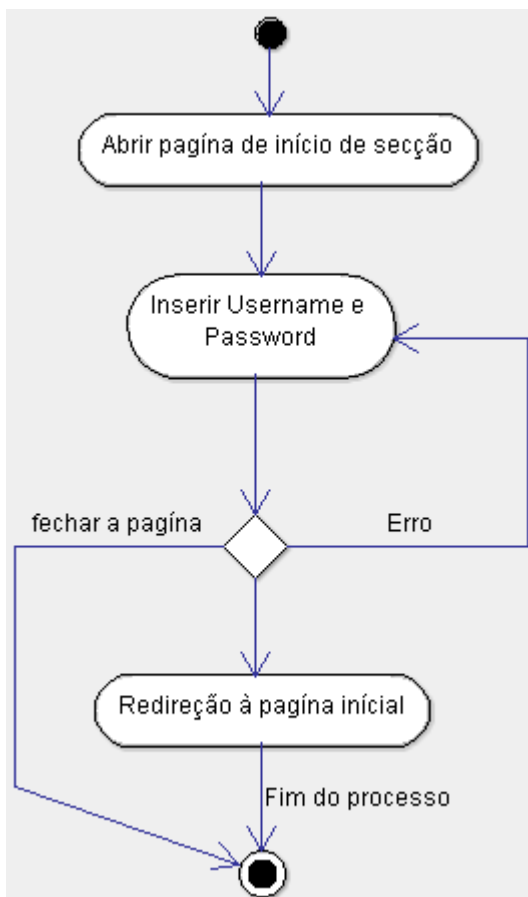 Abrir pagína de início de secção
Inserir Username e
Password
fechar a pagína
Erro
Redireção à pagína inícial
Fim do processo